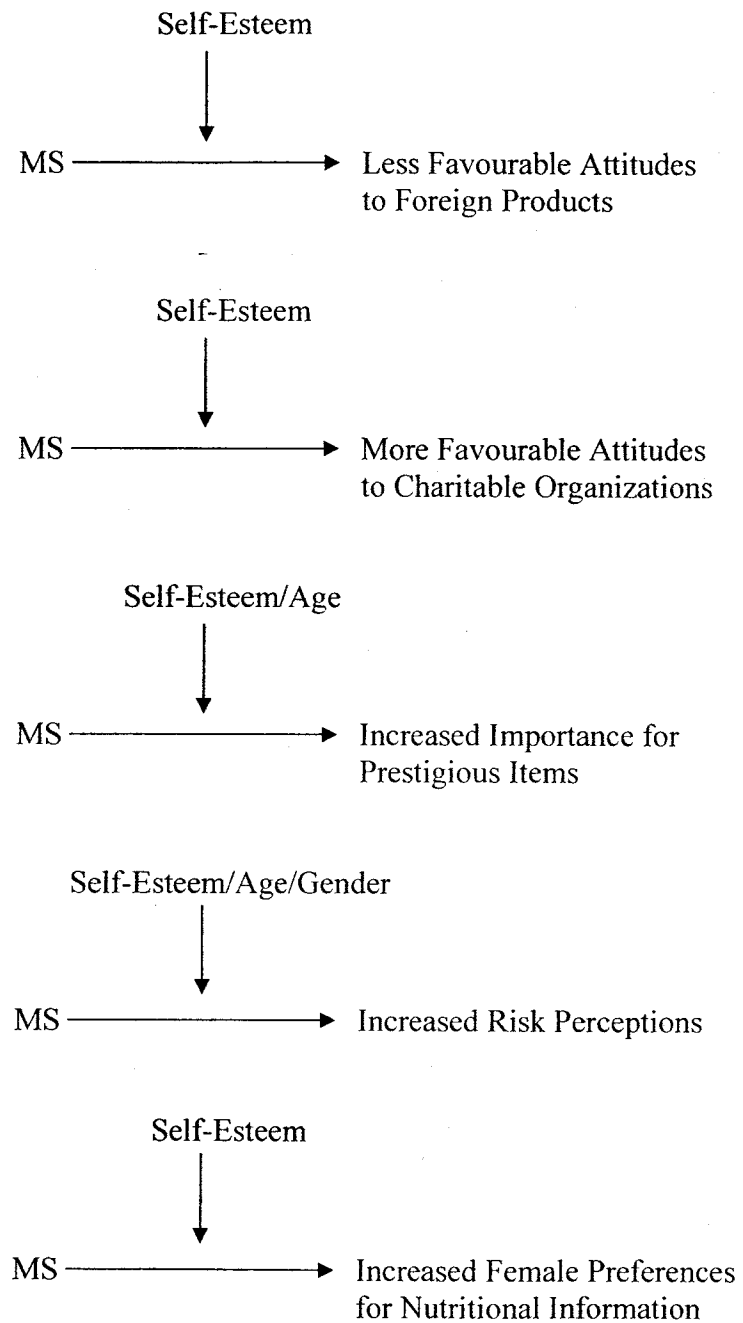 Self-Esteem
MS
Less Favourable Attitudes
to Foreign Products
Self-Esteem
MS
More Favourable Attitudes
to Charitable Organizations
Self-Esteem/Age
MS
Increased Importance for
Prestigious Items
Self-Esteem/Age/Gender
MS
Increased Risk Perceptions
Self-Esteem
MS
Increased Female Preferences
for Nutritional Information